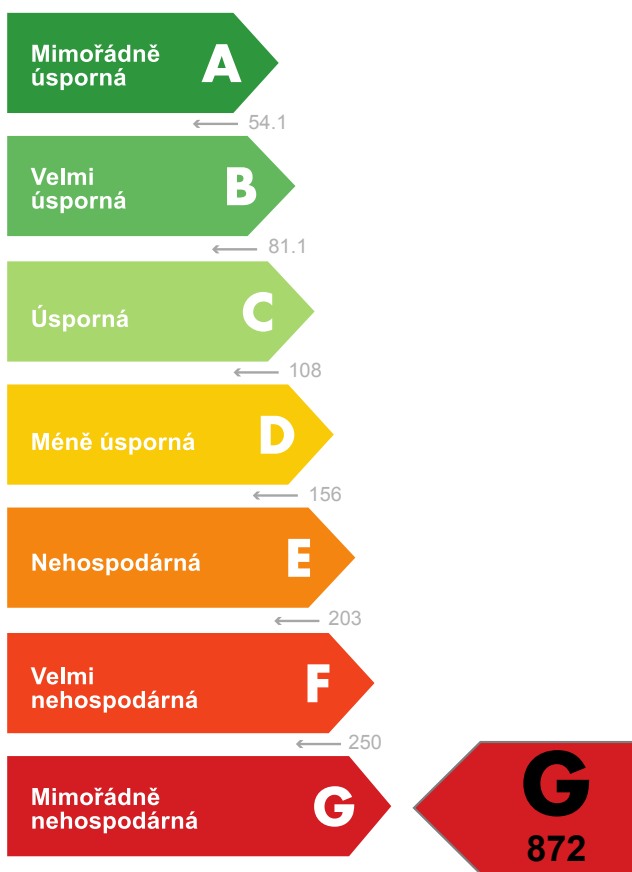 Mimořádně
úsporná
A
← 54.1
Velmi
úsporná
B
← 81.1
Úsporná
C
← 108
Méně úsporná
D
← 156
Nehospodárná
E
← 203
Velmi
nehospodárná
F
← 250
Mimořádně
nehospodárná
G
G
872